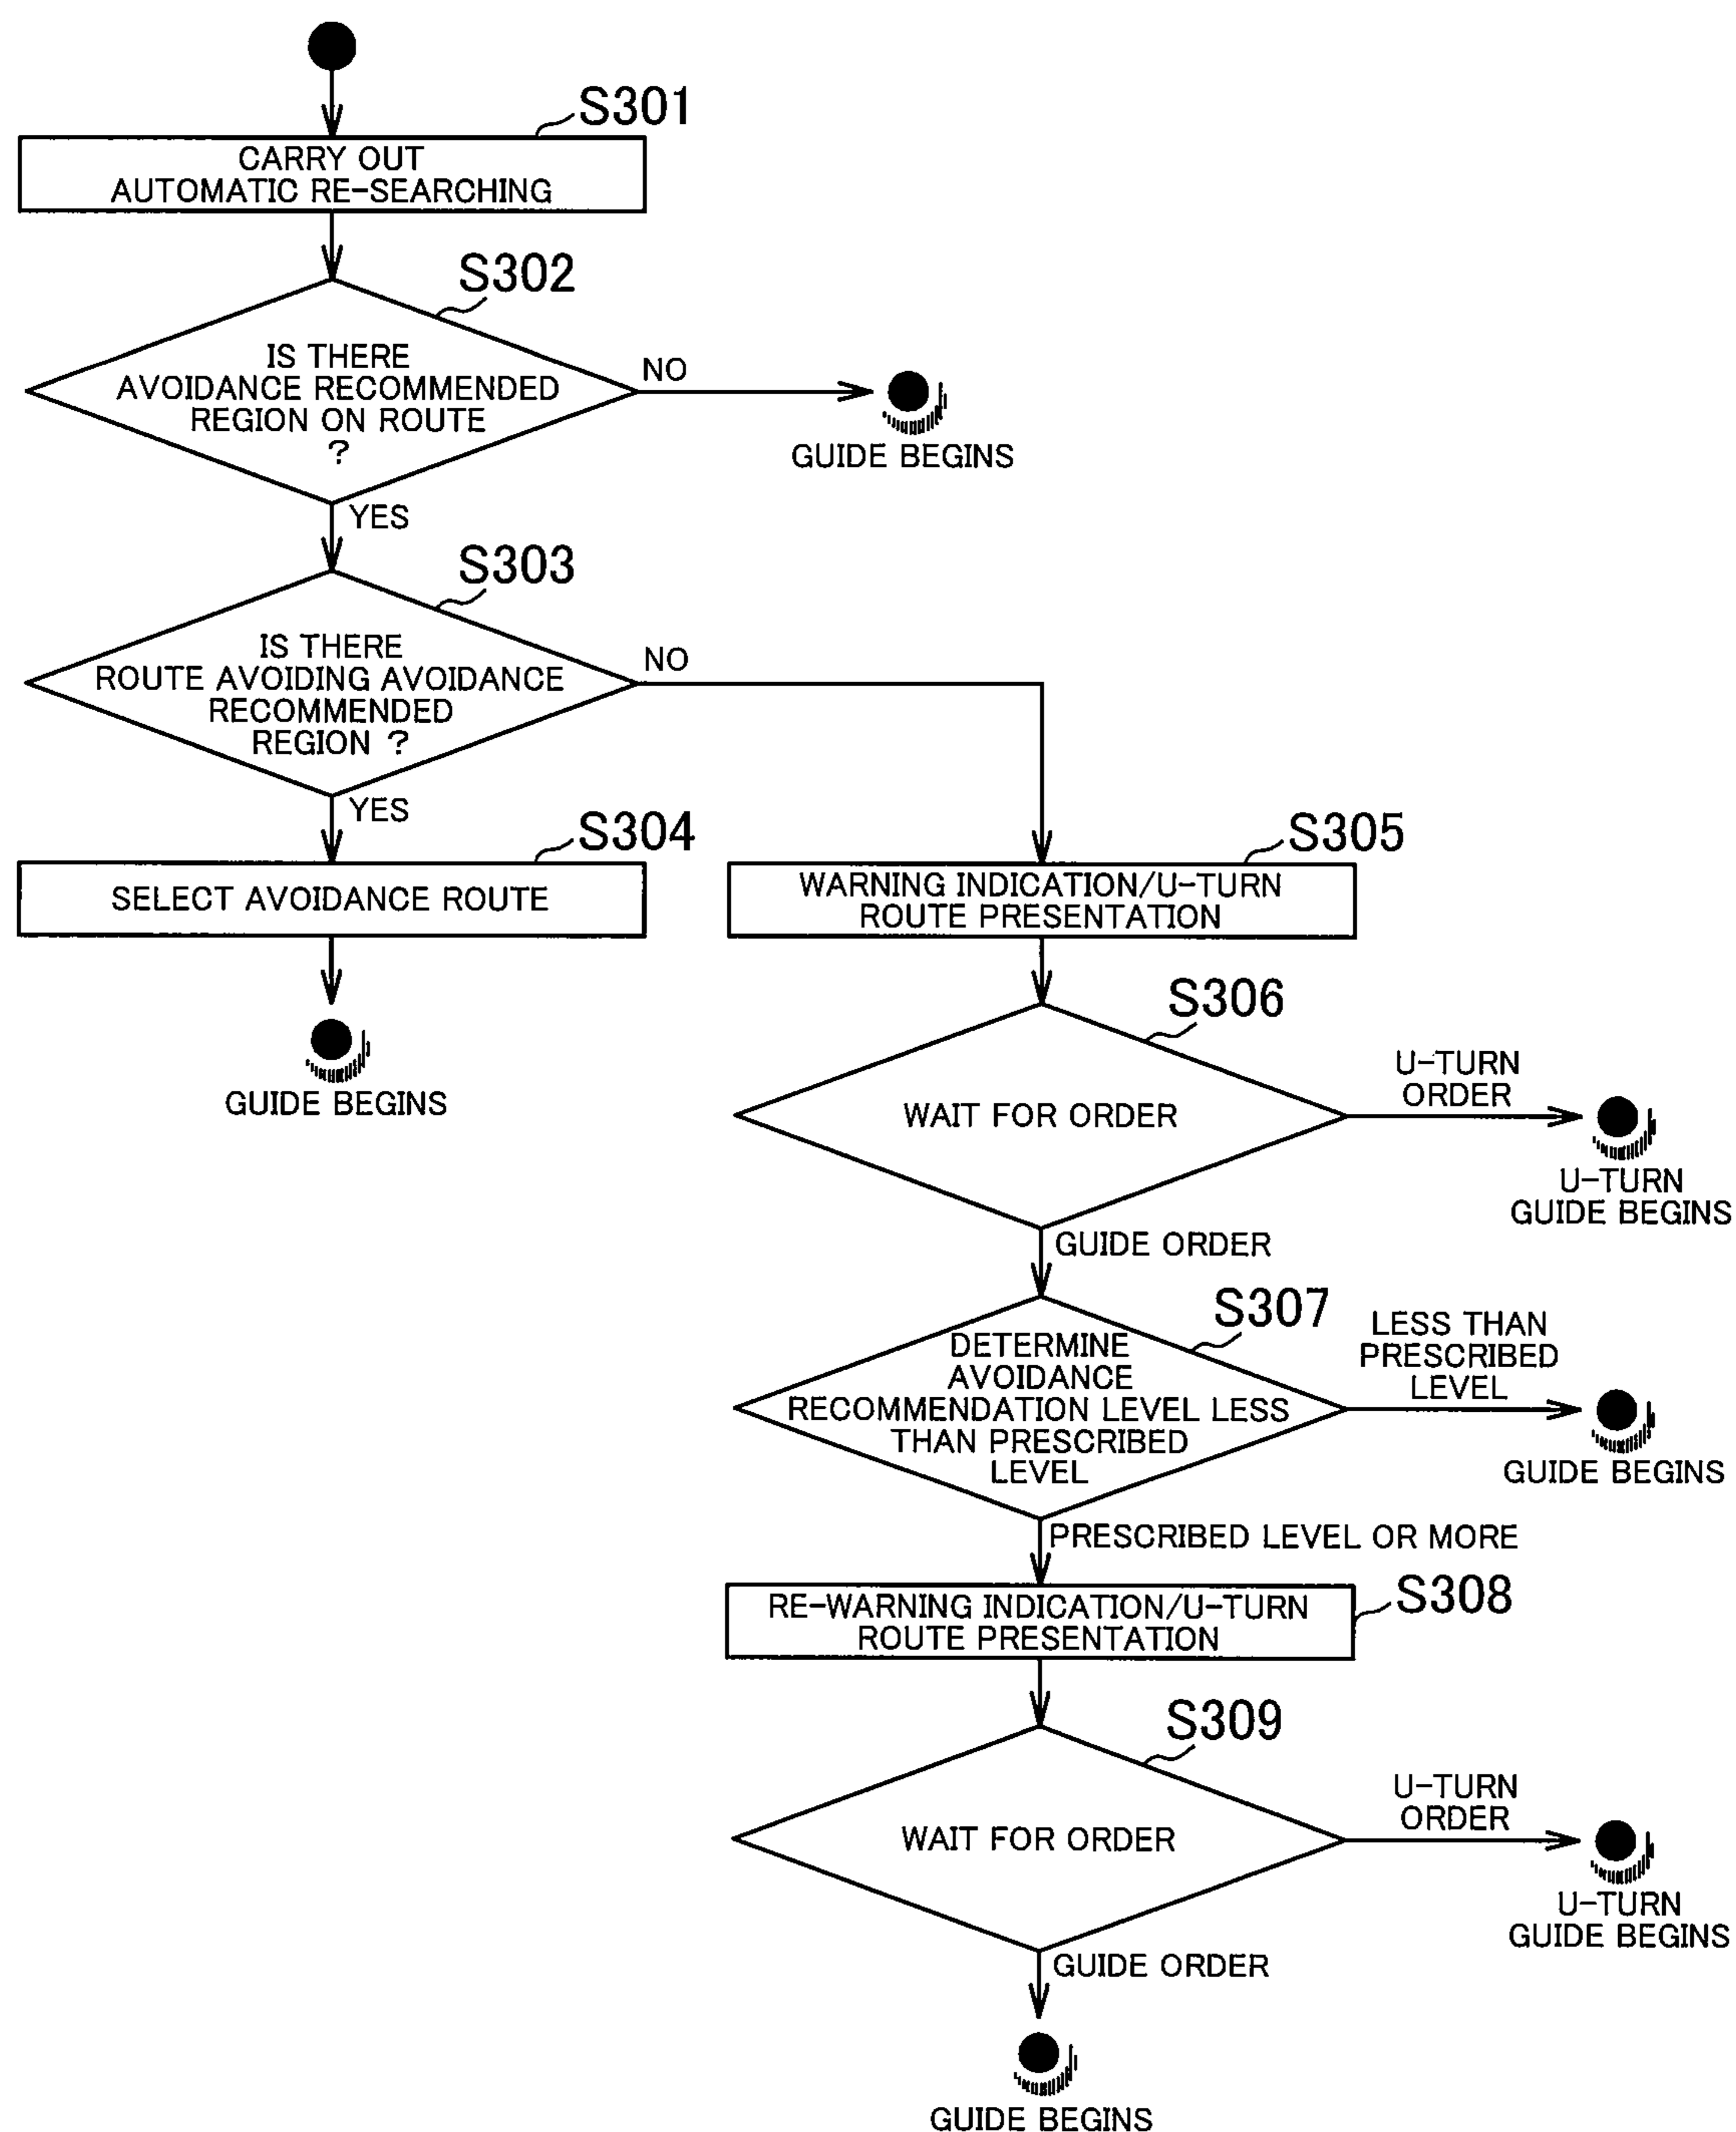 S301
CARRY OUT
AUTOMATIC RE-SEARCHING
S302
IS THERE
AVOIDANCE RECOMMENDED
REGION ON ROUTE
?
NO
GUIDE BEGINS
YES
S303
IS THERE
ROUTE AVOIDING AVOIDANCE
RECOMMENDED
REGION ?
NO
YES
S304
SELECT AVOIDANCE ROUTE
GUIDE BEGINS
S305
WARNING INDICATION/U-TURN
ROUTE PRESENTATION
S306
WAIT FOR ORDER
U-TURN
ORDER
U-TURN
GUIDE BEGINS
GUIDE ORDER
S307
DETERMINE
AVOIDANCE
RECOMMENDATION LEVEL LESS
THAN PRESCRIBED
LEVEL
LESS THAN
PRESCRIBED
LEVEL
GUIDE BEGINS
PRESCRIBED LEVEL OR MORE
S308
RE-WARNING INDICATION/U-TURN
ROUTE PRESENTATION
S309
WAIT FOR ORDER
U-TURN
ORDER
U-TURN
GUIDE BEGINS
GUIDE ORDER
GUIDE BEGINS